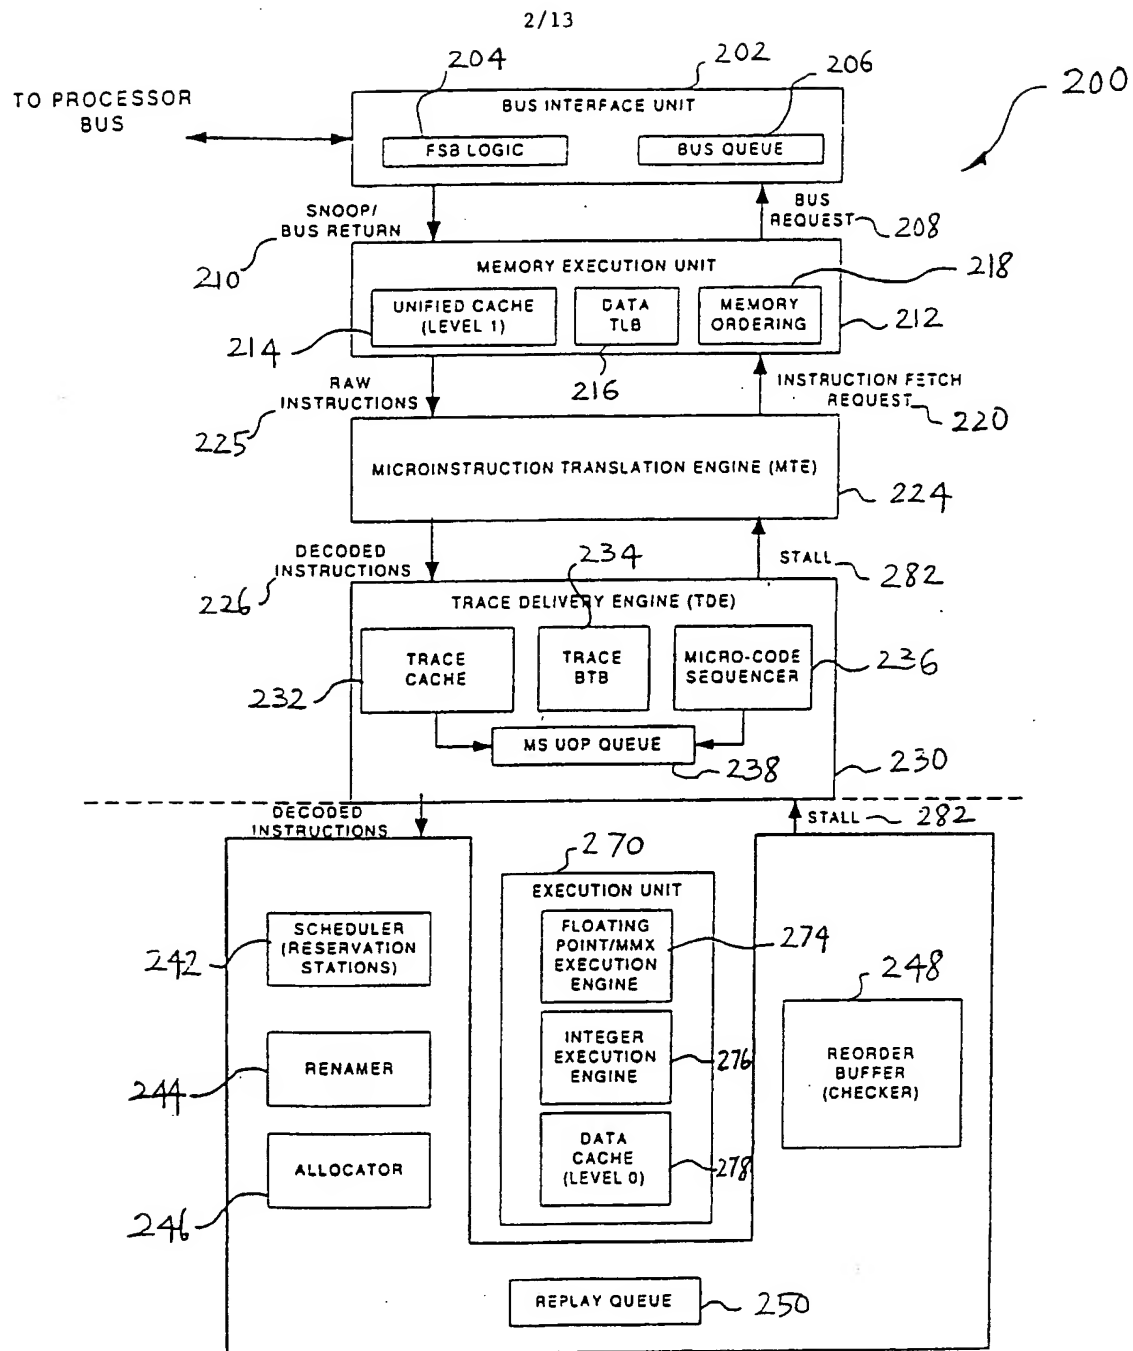 2/13
204
202
206
200
TO PROCESSOR
BUS
BUS INTERFACE UNIT
FSB LOGIC
BUS QUEUE
SNOOP/
BUS RETURN
210
BUS
REQUEST
208
MEMORY EXECUTION UNIT
218
UNIFIED CACHE
(LEVEL 1)
DATA
TLB
MEMORY
ORDERING
212
214
216
RAW
INSTRUCTIONS
225
INSTRUCTION FETCH
REQUEST
220
MICROINSTRUCTION TRANSLATION ENGINE (MTE)
224
DECODED
INSTRUCTIONS
226
234
STALL
282
TRACE DELIVERY ENGINE (TDE)
TRACE
CACHE
TRACE
BTB
MICRO-CODE
SEQUENCER
236
232
MS UOP QUEUE
238
230
DECODED
INSTRUCTIONS
STALL
282
270
EXECUTION UNIT
SCHEDULER
(RESERVATION
STATIONS)
242
FLOATING
POINT/MMX
EXECUTION
ENGINE
274
248
RENAMER
244
INTEGER
EXECUTION
ENGINE
276
REORDER
BUFFER
(CHECKER)
ALLOCATOR
246
DATA
CACHE
(LEVEL 0)
278
REPLAY QUEUE
250